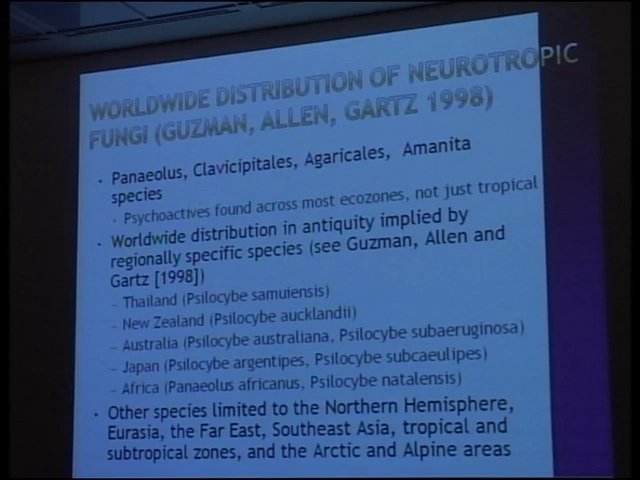 WORLDWIDE DISTRIBUTION OF NEUROTROPIC
FUNGI (GUZMAN, ALLEN, GARTZ 1998)
• Panaeolus, Clavicipitales, Agaricales, Amanita
species
• Psychoactives found across most ecozones, not just tropical
• Worldwide distribution in antiquity implied by
regionally specific species (see Guzman, Allen and
Gartz [1998])
– Thailand (Psilocybe samuiensis)
– New Zealand (Psilocybe aucklandii)
– Australia (Psilocybe australiana, Psilocybe subaeruginosa)
– Japan (Psilocybe argentipes, Psilocybe subcaeulipes)
– Africa (Panaeolus africanus, Psilocybe natalensis)
• Other species limited to the Northern Hemisphere,
Eurasia, the Far East, Southeast Asia, tropical and
subtropical zones, and the Arctic and Alpine areas